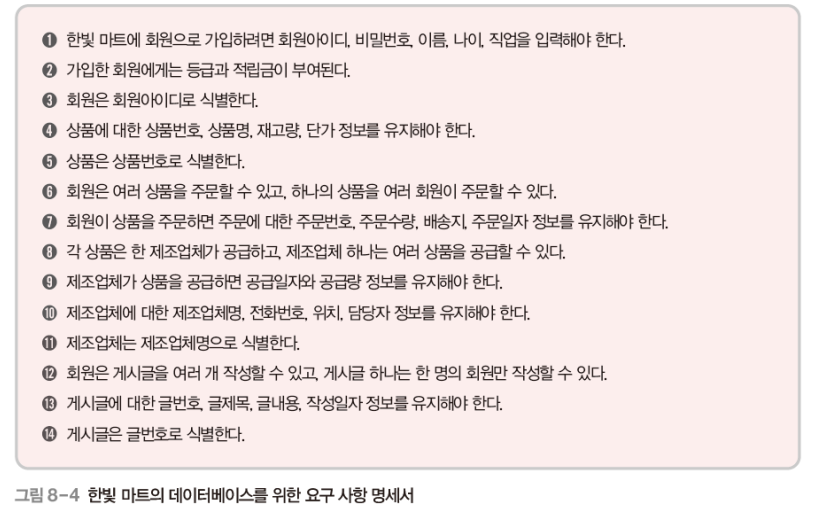 ❶ 한빛 마트에 회원으로 가입하려면 회원아이디, 비밀번호, 이름, 나이, 직업을 입력해야 한다.
❷ 가입한 회원에게는 등급과 적립금이 부여된다.
❸ 회원은 회원아이디로 식별한다.
❹ 상품에 대한 상품번호, 상품명, 재고량, 단가 정보를 유지해야 한다.
❺ 상품은 상품번호로 식별한다.
❻ 회원은 여러 상품을 주문할 수 있고, 하나의 상품을 여러 회원이 주문할 수 있다.
❼ 회원이 상품을 주문하면 주문에 대한 주문번호, 주문수량, 배송지, 주문일자 정보를 유지해야 한다.
❽ 각 상품은 한 제조업체가 공급하고, 제조업체 하나는 여러 상품을 공급할 수 있다.
❾ 제조업체가 상품을 공급하면 공급일자와 공급량 정보를 유지해야 한다.
❿ 제조업체에 대한 제조업체명, 전화번호, 위치, 담당자 정보를 유지해야 한다.
⓫ 제조업체는 제조업체명으로 식별한다.
⓬ 회원은 게시글을 여러 개 작성할 수 있고, 게시글 하나는 한 명의 회원만 작성할 수 있다.
⓭ 게시글에 대한 글번호, 글제목, 글내용, 작성일자 정보를 유지해야 한다.
⓮ 게시글은 글번호로 식별한다.
그림 8-4 한빛 마트의 데이터베이스를 위한 요구 사항 명세서